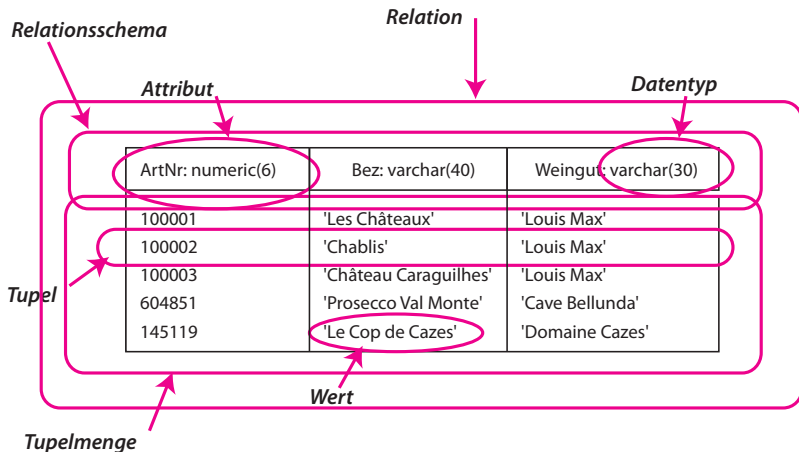 Relation
Relationsschema
Attribut
Datentyp
ArtNr: numeric(6) Bez: varchar(40) Weingut: varchar(30)
100001 'Les Châteaux' 'Louis Max'
100002 'Chablis' 'Louis Max'
100003 'Château Caraguilhes' 'Louis Max'
Tupel
604851 'Prosecco Val Monte' 'Cave Bellunda'
145119 'Le Cop de Cazes' 'Domaine Cazes'
Wert
Tupelmenge